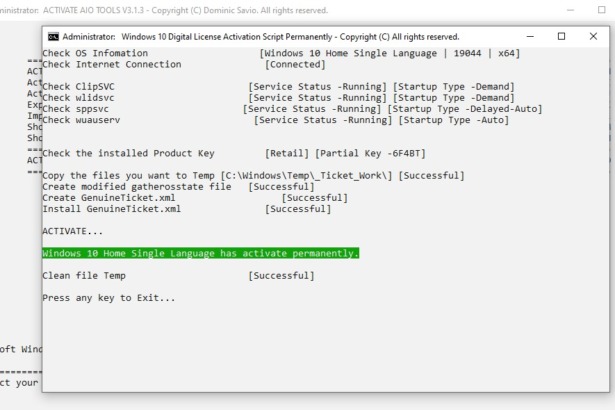 ministrator: ACTIVATE AIO TOOLS V3.1.3 - Copyright (C) Dominic Savio. All rights reserved.
Administrator: Windows 10 Digital License Activation Script Permanently - Copyright (C) All rights reserved.
Check OS Infomation [Windows 10 Home Single Language | 19044 | x64]
Check Internet Connection [Connected]
Check ClipSVC [Service Status -Running] [Startup Type -Demand]
Check wlidsvc [Service Status -Running] [Startup Type -Demand]
Check sppsvc [Service Status -Running] [Startup Type -Delayed-Auto]
Check wuauserv [Service Status -Running] [Startup Type -Auto]
Check the installed Product Key [Retail] [Partial Key -6F4BT]
Copy the files you want to Temp [C:\Windows\Temp\_Ticket_Work\] [Successful]
Create modified gatherosstate file [Successful]
Create GenuineTicket.xml [Successful]
Install GenuineTicket.xml [Successful]
ACTIVATE...
Windows 10 Home Single Language has activate permanently.
Clean file Temp [Successful]
Press any key to Exit...
===
ACT
Act
Act
Exp
Imp
Sho
Sho
===
ACT
===
oft Wind
=======
ct your